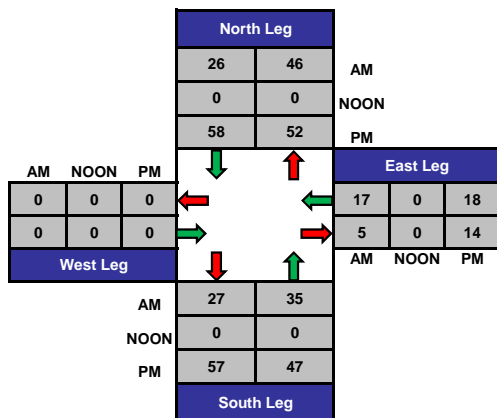 North Leg
26 46 AM
0 0 NOON
58 52 PM
AM NOON PM East Leg
0 0 0 17 0 18
0 0 0 5 0 14
West Leg AM NOON PM
AM 27 35
NOON 0 0
PM 57 47
South Leg